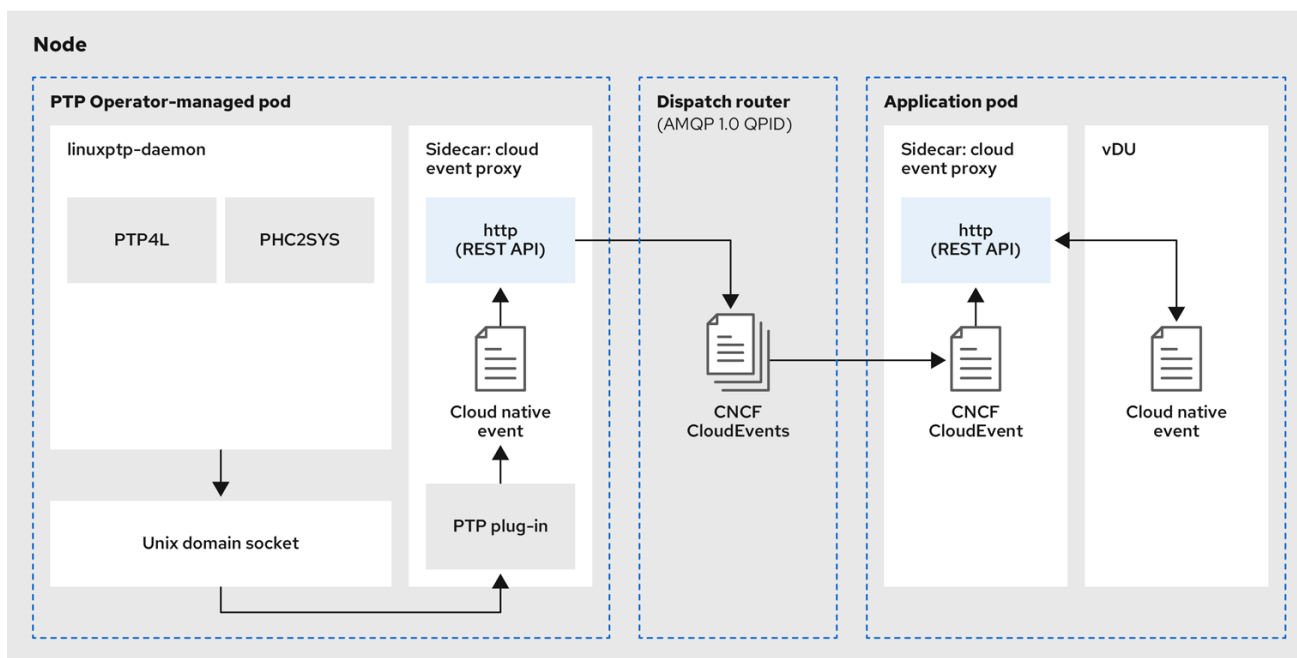 Node
PTP Operator-managed pod
linuxptp-daemon
PTP4L
PHC2SYS
Unix domain socket
Sidecar: cloud
event proxy
http
(REST API)
Cloud native
event
PTP plug-in
Dispatch router
(AMQP 1.0 QPID)
CNCF
CloudEvents
Application pod
Sidecar: cloud
event proxy
http
(REST API)
CNCF
CloudEvent
vDU
Cloud native
event